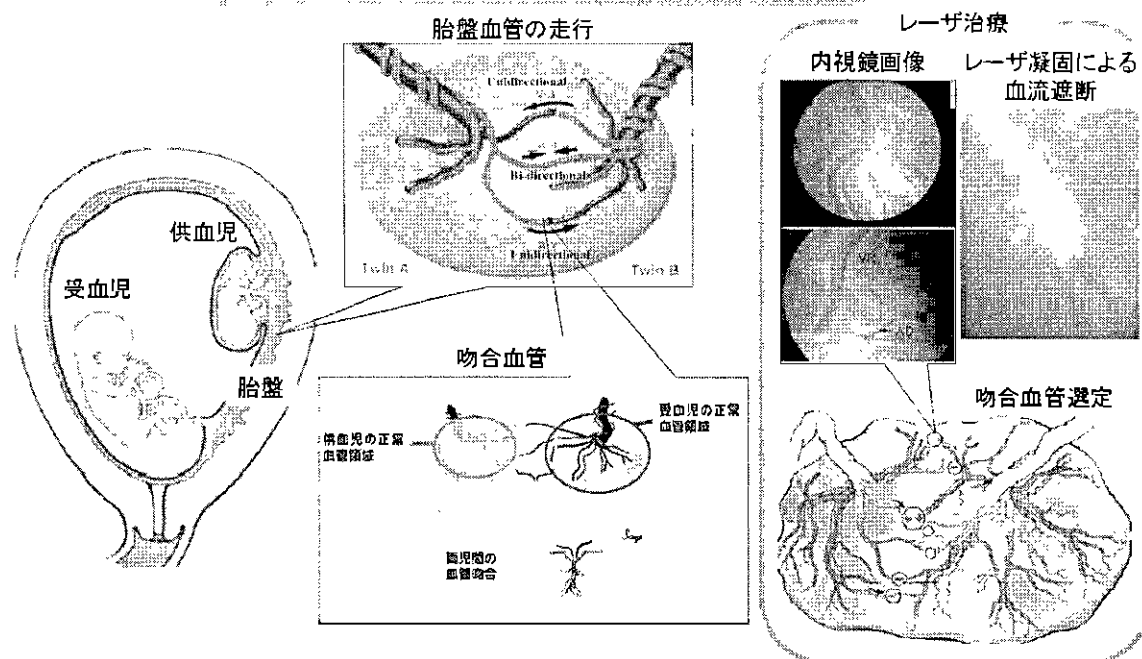 胎盤血管の走行
レーザ治療
内視鏡画像
レーザ凝固による
血流遮断
Unidirectional
Bi-directional
Unidirectional
Twin A
Twin B
供血児
受血児
胎盤
吻合血管
供血児の正常
血管領域
受血児の正常
血管領域
両児間の
血管吻合
吻合血管選定